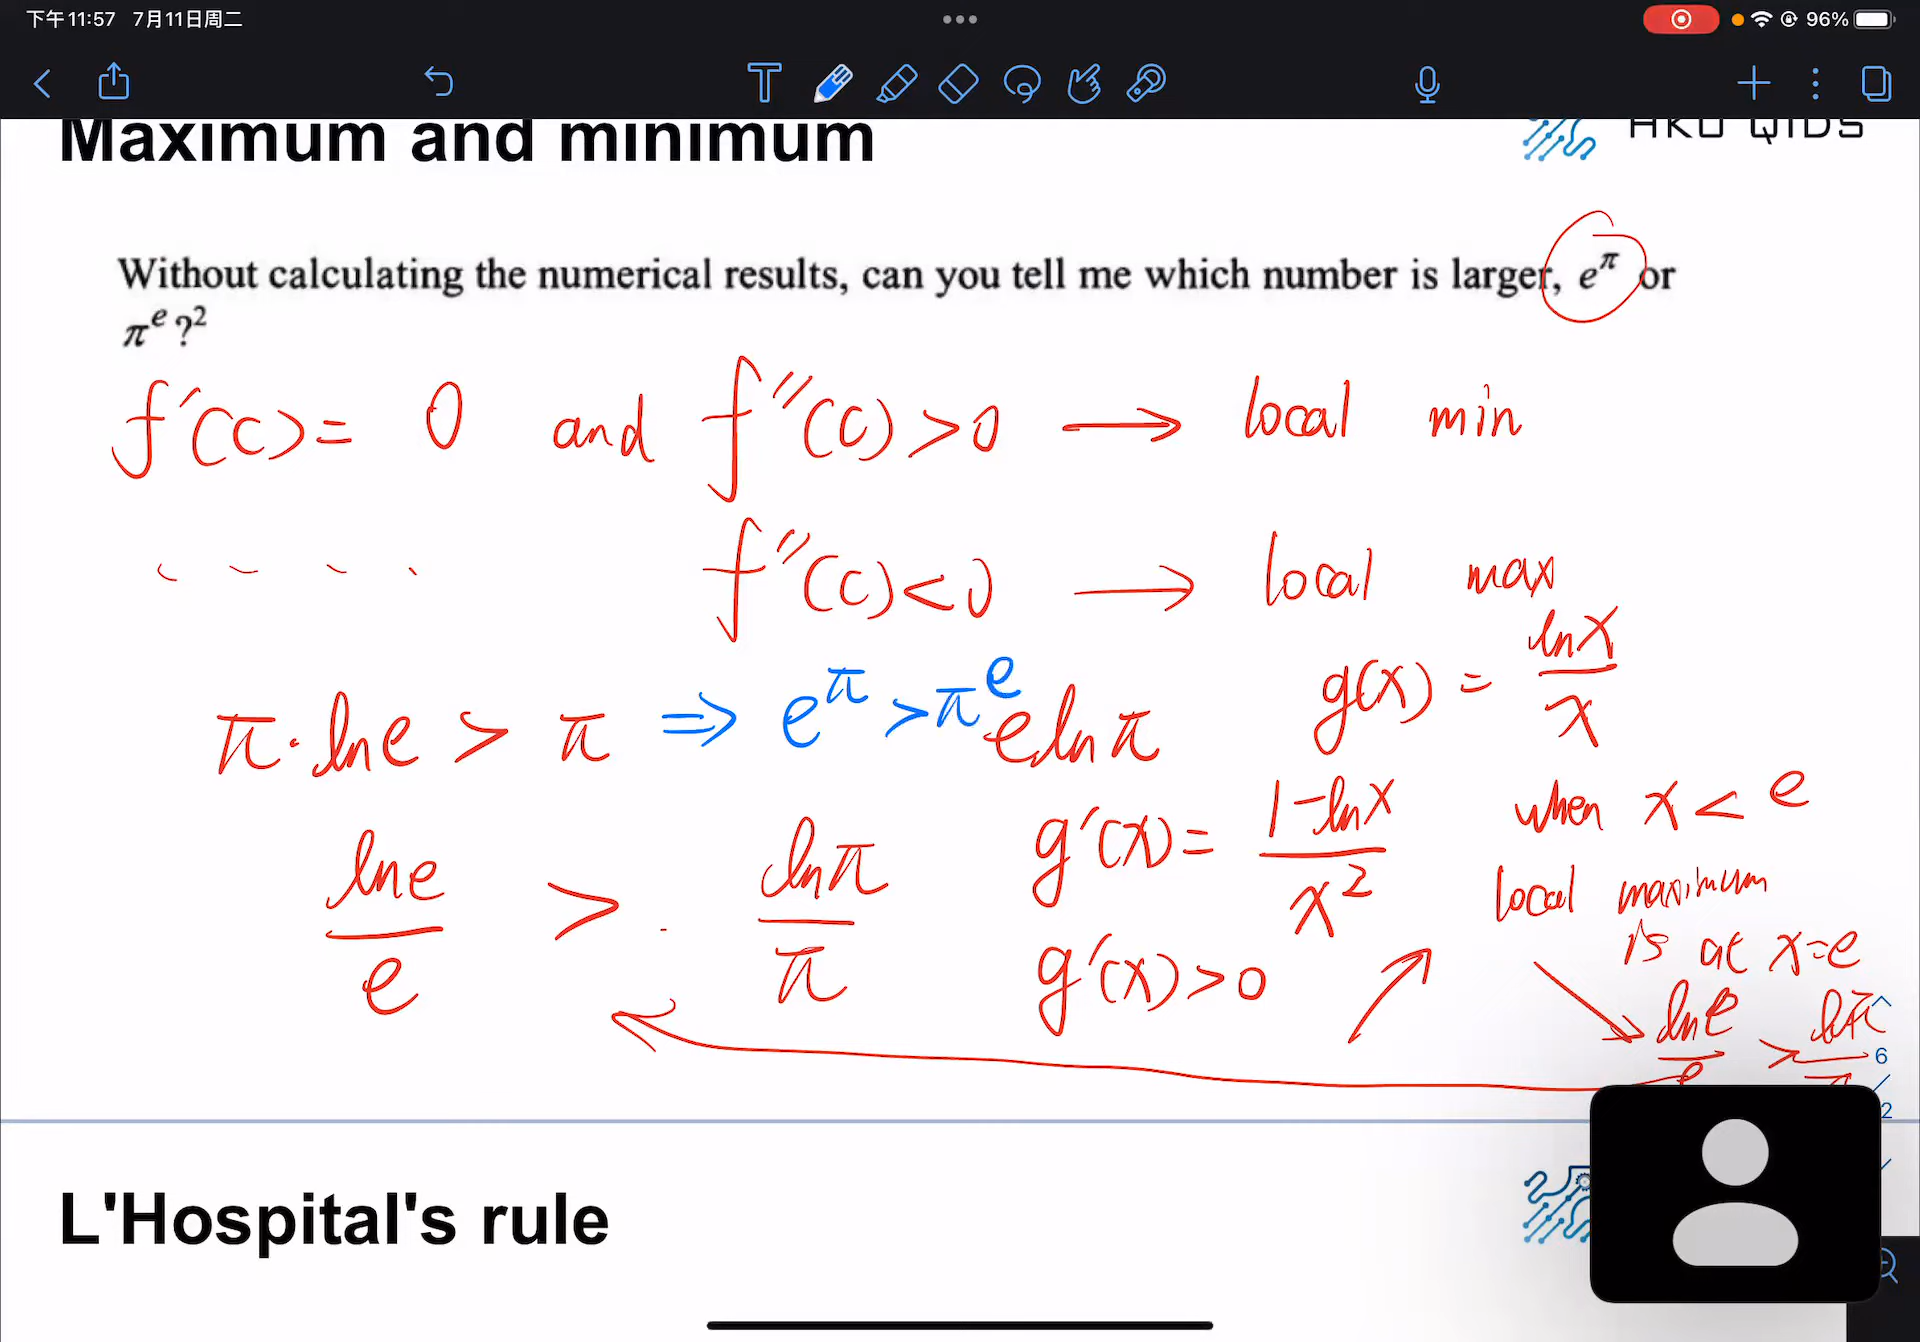 下午11:57 7月11日周二
96%
Maximum and minimum
HKU QIDS
Without calculating the numerical results, can you tell me which number is larger, e^π or
π^e ?²
f'(c) = 0 and f''(c) > 0 → local min
f''(c) < 0 → local max
g(x) = ln x / x
π · ln e > π ⇒ e^π > π^e e ln π
g'(x) = 1 - ln x / x² when x < e
ln e / e > ln π / π
local maximum
is at x = e
g'(x) > 0
ln e / e > ln π / π
6
2
L'Hospital's rule